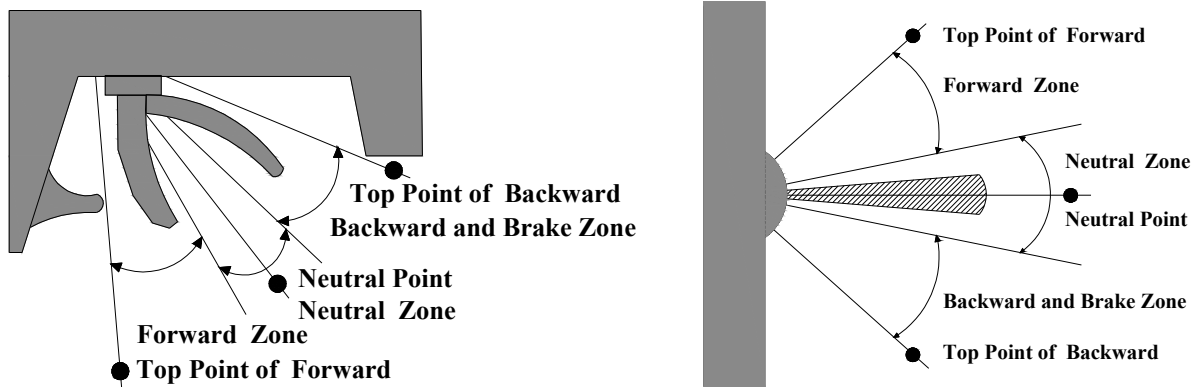 Top Point of Backward
Backward and Brake Zone
Neutral Point
Neutral Zone
Forward Zone
Top Point of Forward
Top Point of Forward
Forward Zone
Neutral Zone
Neutral Point
Backward and Brake Zone
Top Point of Backward